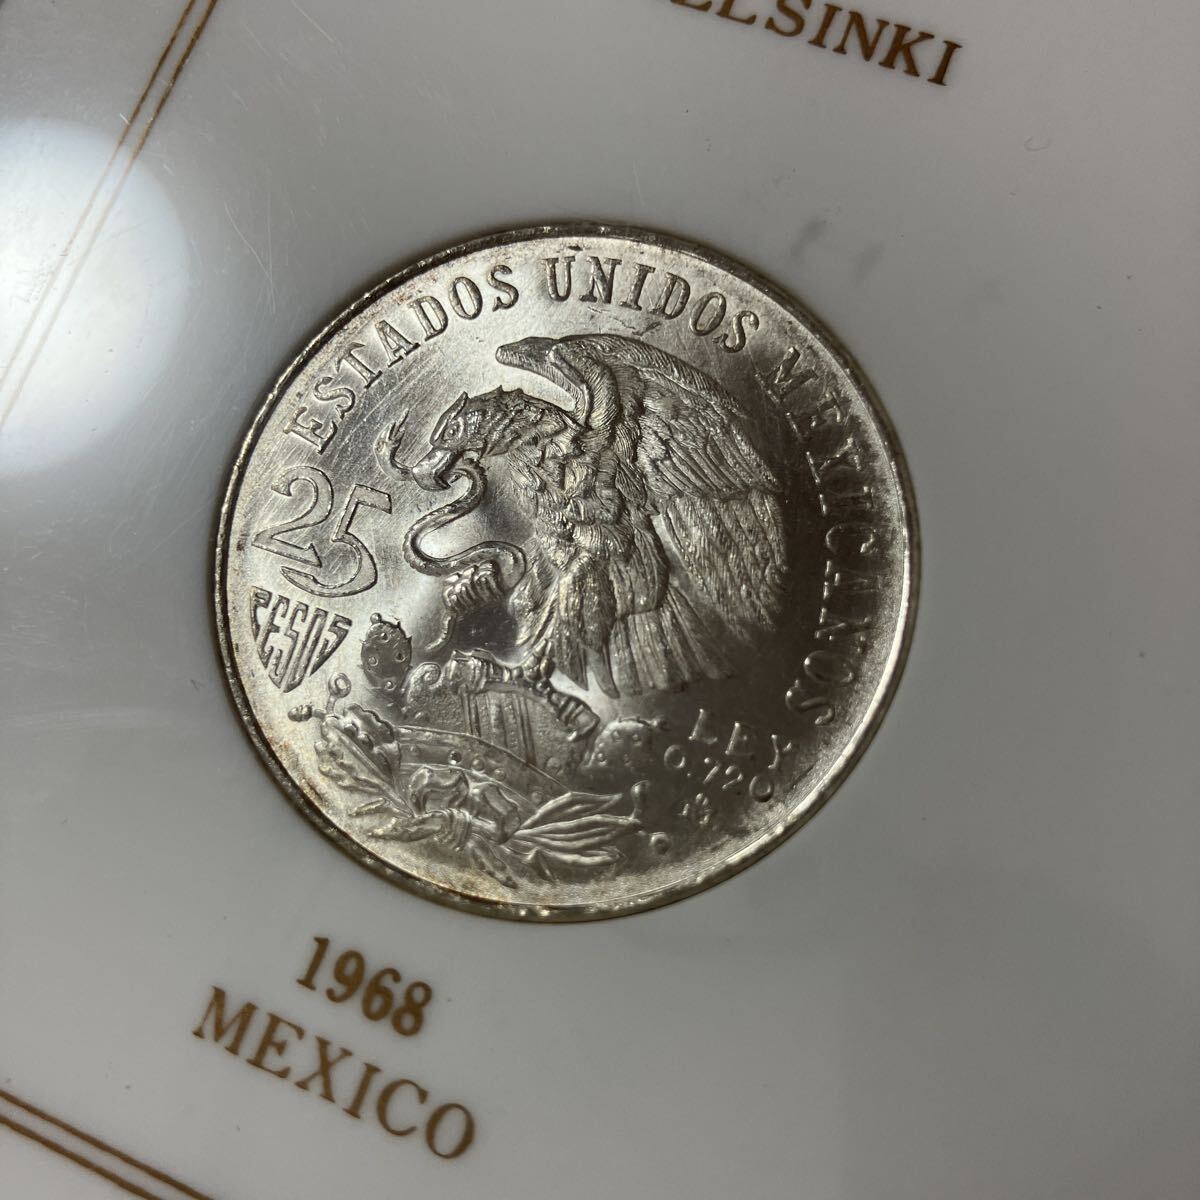 ELSINKI
ESTADOS UNIDOS MEXICANOS
25
PESOS
LEY
0.720
1968
MEXICO